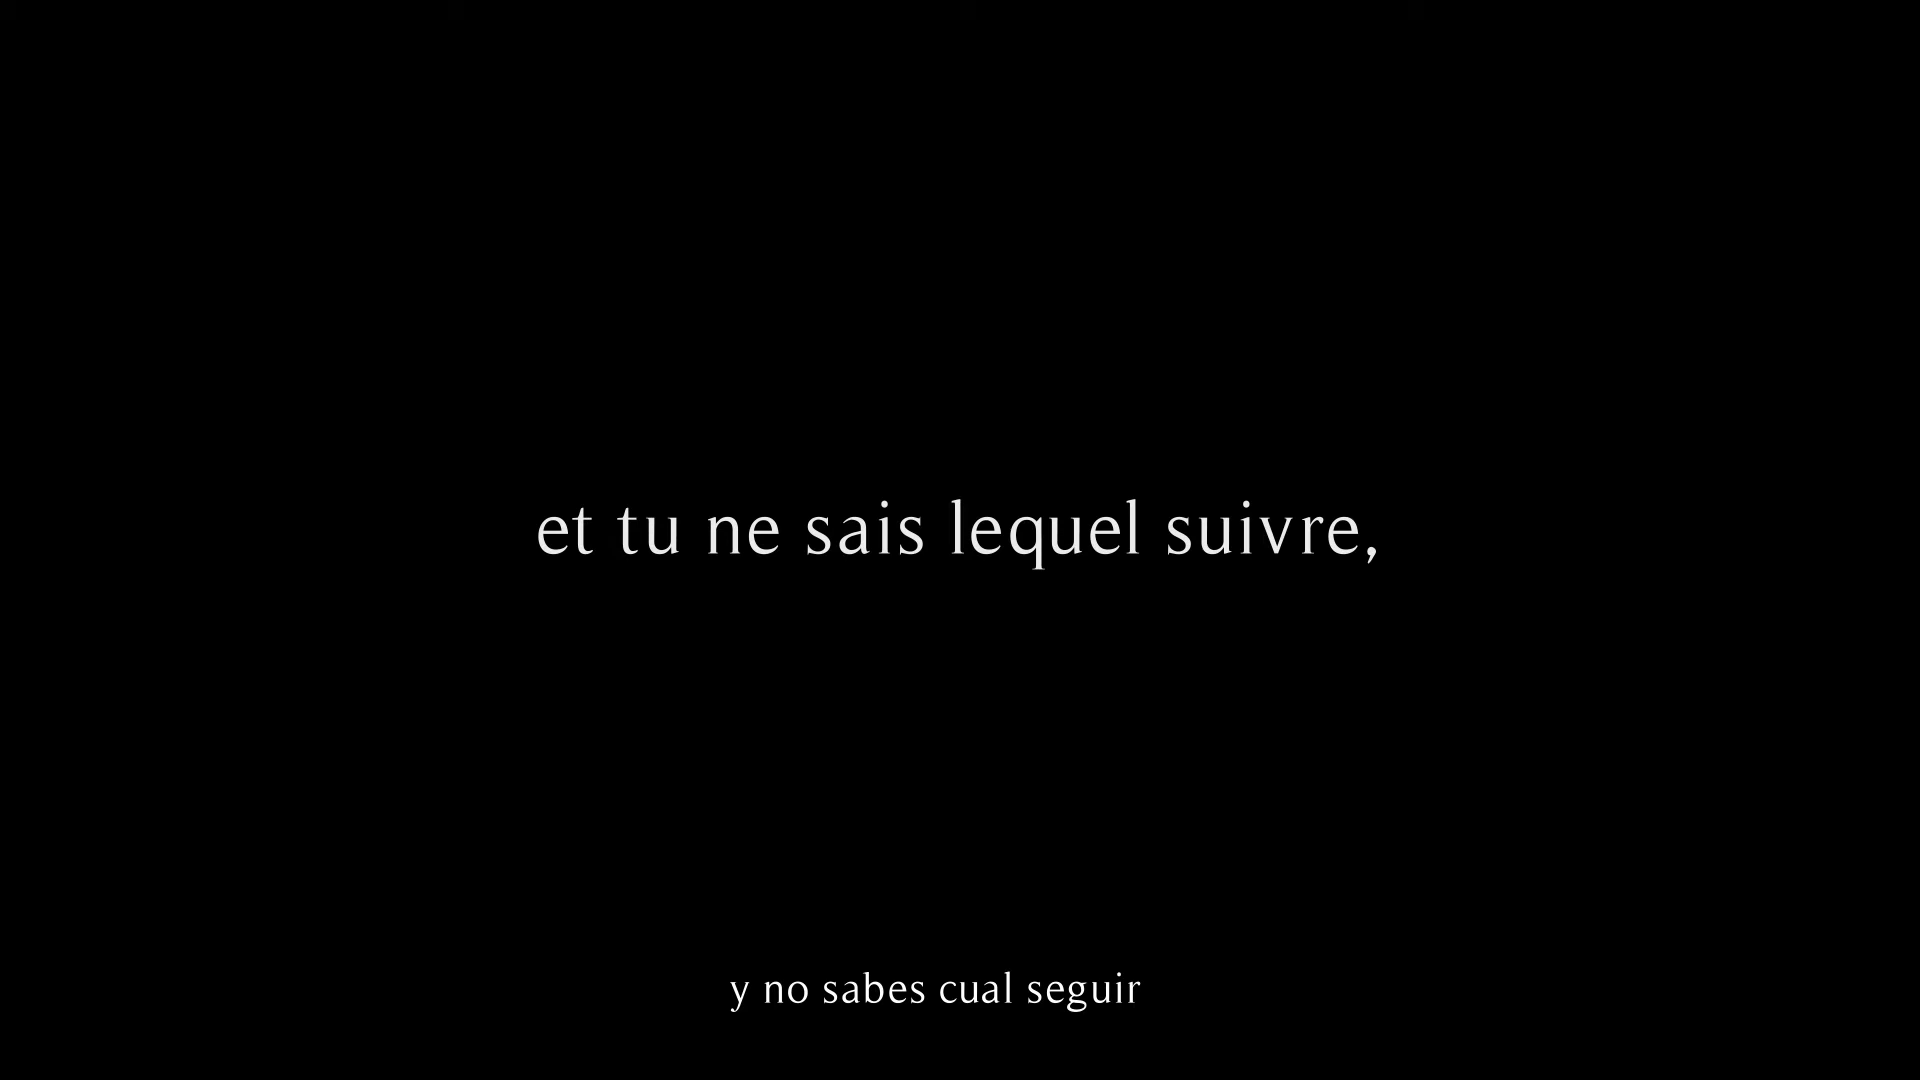 et tu ne sais lequel suivre,
y no sabes cual seguir